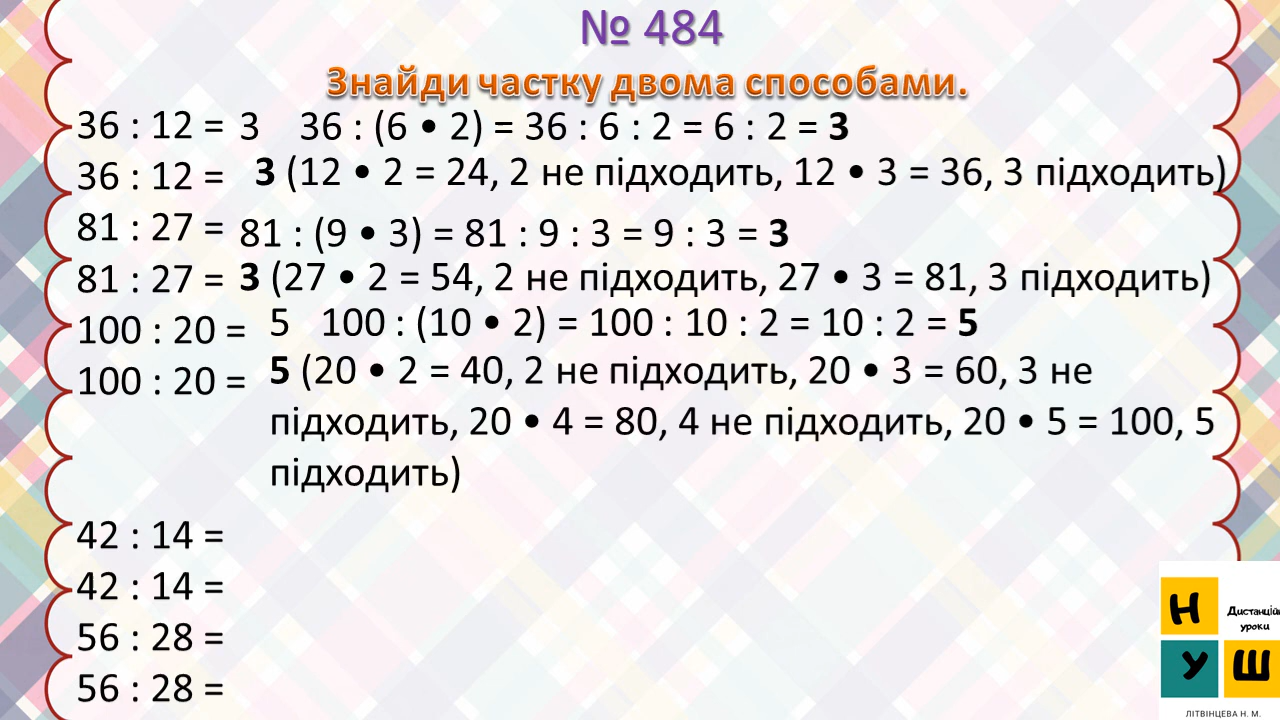 № 484
Знайди частку двома способами.
36 : 12 = 3 36 : (6 • 2) = 36 : 6 : 2 = 6 : 2 = 3
36 : 12 = 3 (12 • 2 = 24, 2 не підходить, 12 • 3 = 36, 3 підходить)
81 : 27 = 81 : (9 • 3) = 81 : 9 : 3 = 9 : 3 = 3
81 : 27 = 3 (27 • 2 = 54, 2 не підходить, 27 • 3 = 81, 3 підходить)
100 : 20 = 5 100 : (10 • 2) = 100 : 10 : 2 = 10 : 2 = 5
100 : 20 = 5 (20 • 2 = 40, 2 не підходить, 20 • 3 = 60, 3 не
підходить, 20 • 4 = 80, 4 не підходить, 20 • 5 = 100, 5
підходить)
42 : 14 =
42 : 14 =
56 : 28 =
56 : 28 =
Н
Дистанцій
уроки
У Ш
ЛІТВІНЦЕВА Н. М.